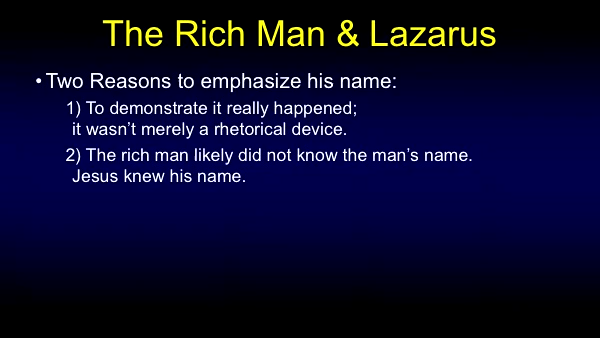 The Rich Man & Lazarus
• Two Reasons to emphasize his name:
1) To demonstrate it really happened;
it wasn’t merely a rhetorical device.
2) The rich man likely did not know the man’s name.
Jesus knew his name.